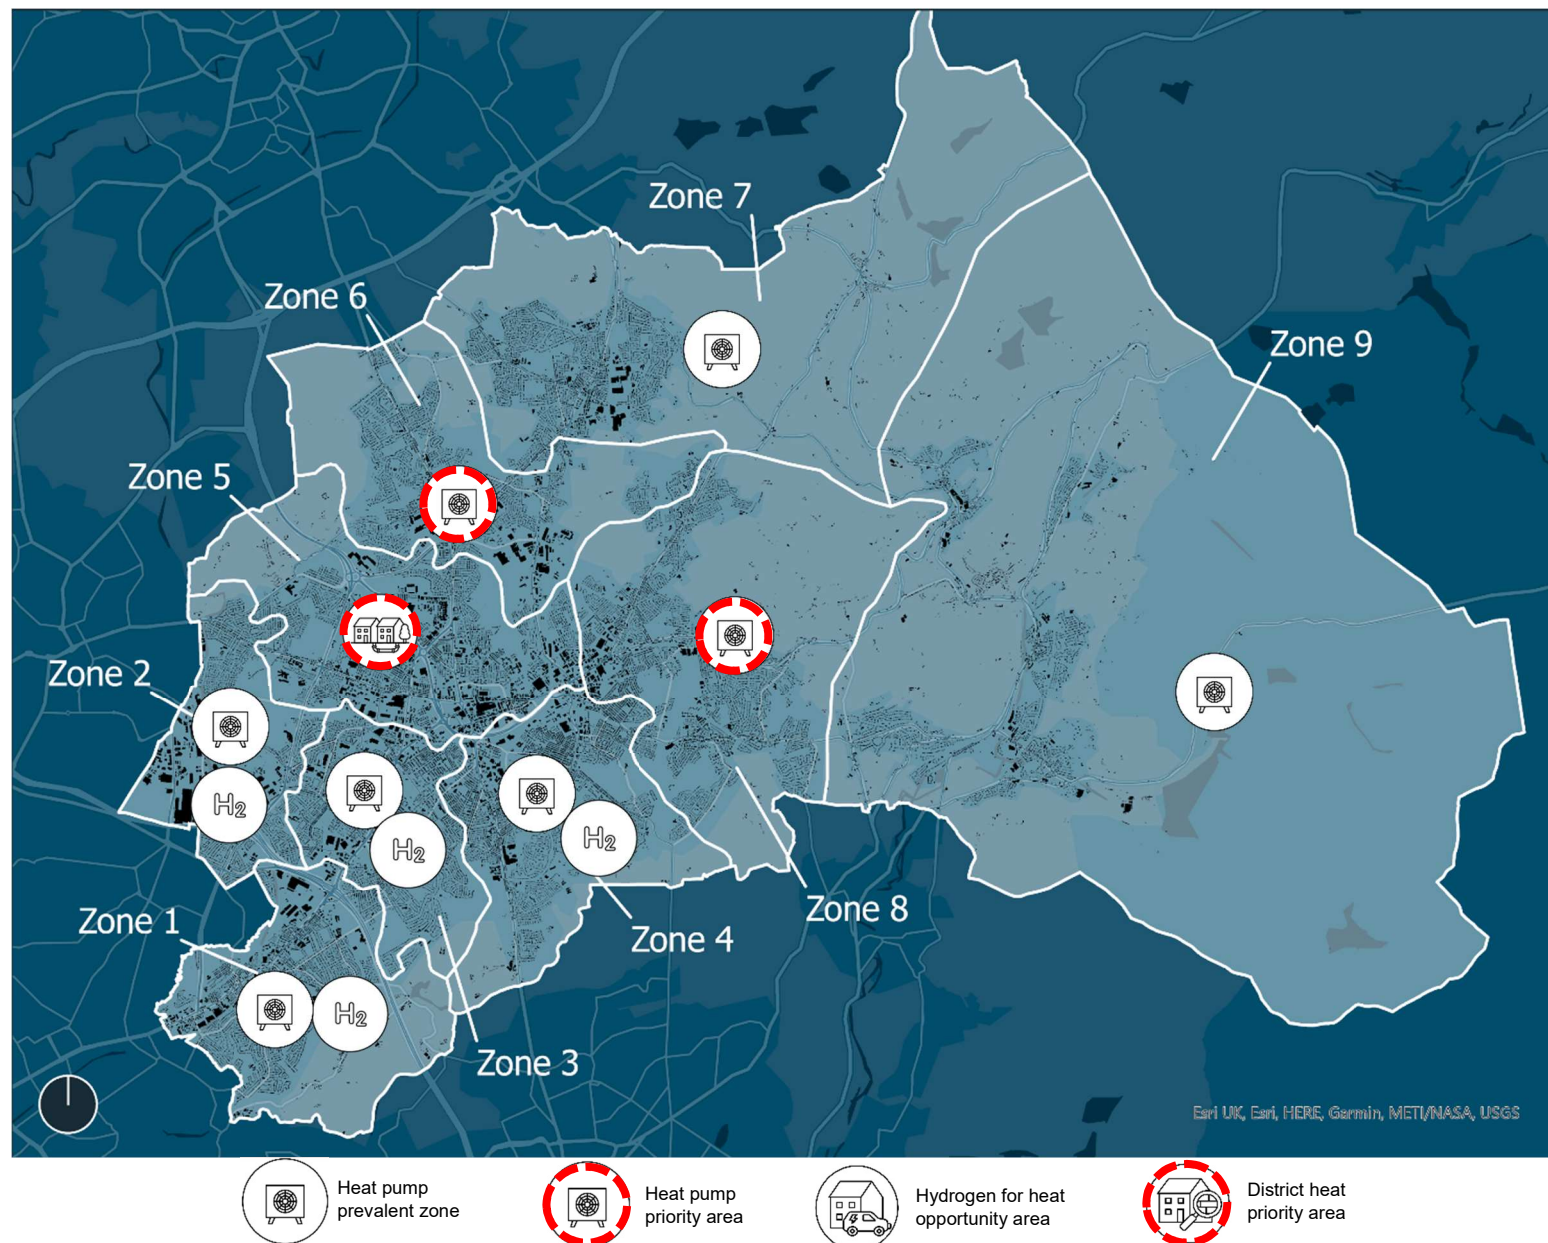 Zone 7
Zone 6
Zone 9
Zone 5
Zone 2
H2
H2
H2
Zone 8
Zone 1
Zone 4
H2
Zone 3
Esri UK, Esri, HERE, Garmin, METI/NASA, USGS
Heat pump
prevalent zone
Heat pump
priority area
Hydrogen for heat
opportunity area
District heat
priority area